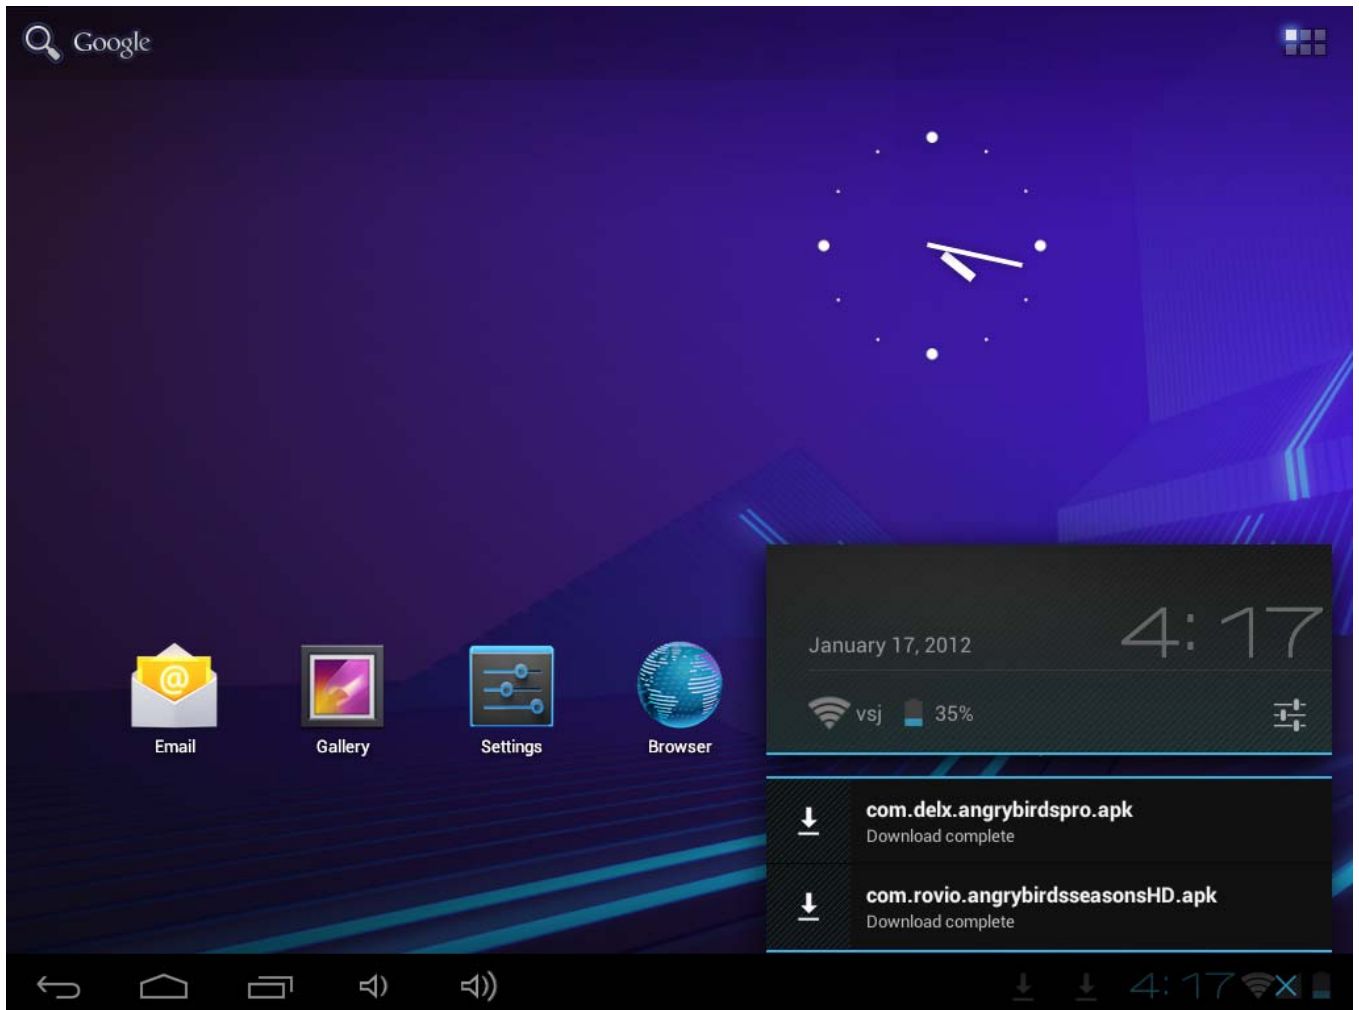 Google
4:17
January 17, 2012
vsj 35%
Email
Gallery
Settings
Browser
com.delx.angrybirdspro.apk
Download complete
com.rovio.angrybirdsseasonsHD.apk
Download complete
4:17